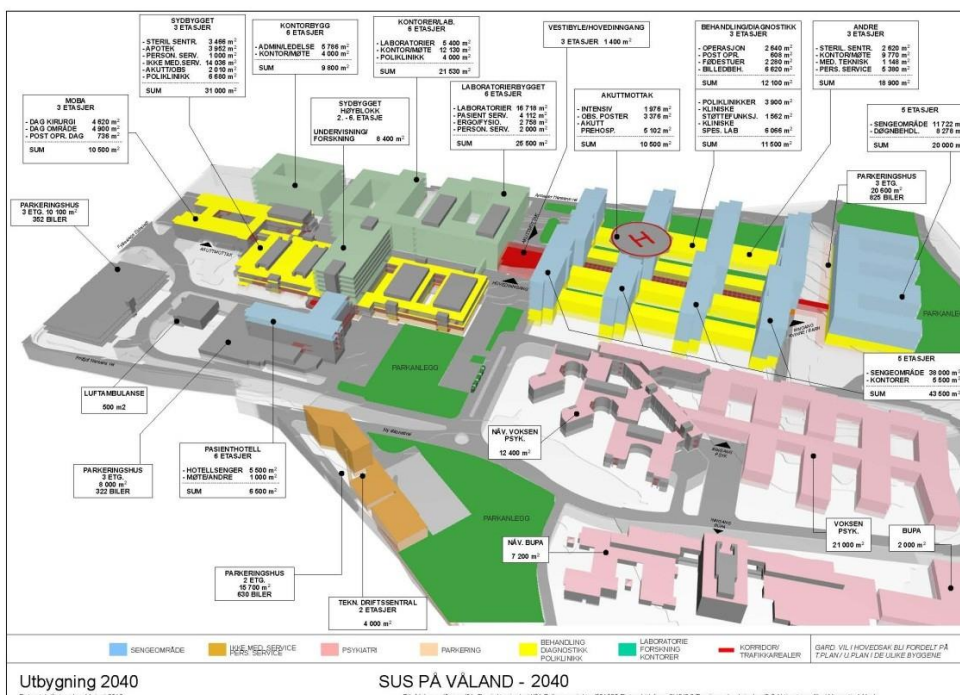 SYDBYGGET
3 ETASJER
- STERIL SENTR. 3 466 m²
- APOTEK 3 952 m²
- PERSON. SERV. 1 000 m²
- IKKE MED.SERV. 14 036 m²
- AKUTT/OBS 2 010 m²
- POLIKLINIKK 6 680 m²
SUM 31 000 m²
KONTORBYGG
6 ETASJER
- ADMIN/LEDELSE 5 766 m²
- KONTOR/MØTE 4 000 m²
SUM 9 800 m²
KONTORER/LAB.
6 ETASJER
- LABORATORIER 5 400 m²
- KONTOR/MØTE 12 130 m²
- POLIKLINIKK 4 000 m²
SUM 21 530 m²
VESTIBYLE/HOVEDINNGANG
3 ETASJER 1 400 m²
BEHANDLING/DIAGNOSTIKK
3 ETASJER
- OPERASJON 2 640 m²
- POST OPR. 608 m²
- FØDESTUER 2 280 m²
- BILLEDBEH. 6 620 m²
SUM 12 100 m²
- POLIKLINIKKER 3 900 m²
- KLINISKE
STØTTEFUNKSJ. 1 562 m²
- KLINISKE
SPES. LAB 6 066 m²
SUM 11 500 m²
ANDRE
3 ETASJER
- STERIL. SENTR. 2 620 m²
- KONTOR/MØTE 9 770 m²
- MED. TEKNISK 1 148 m²
- PERS. SERVICE 5 380 m²
SUM 18 900 m²
MOBA
3 ETASJER
- DAG KIRURGI 4 620 m²
- DAG OMRÅDE 4 900 m²
- POST OPR. DAG 736 m²
SUM 10 500 m²
SYDBYGGET
HØYBLOKK
2. - 6. ETASJE
UNDERVISNING/
FORSKNING 6 400 m²
LABORATORIERBYGGET
6 ETASJER
- LABORATORIER 16 718 m²
- PASIENT SERV. 4 112 m²
- ERGO/FYSIO. 2 758 m²
- PERSON. SERV. 2 000 m²
SUM 25 500 m²
AKUTTMOTTAK
- INTENSIV 1 976 m²
- OBS. POSTER 3 376 m²
- AKUTT
PREHOSP. 5 102 m²
SUM 10 500 m²
5 ETASJER
- SENGEOMRÅDE 11 722 m²
- DØGNBEHDL. 8 278 m²
SUM 20 000 m²
PARKERINGSHUS
3 ETG.
20 600 m²
825 BILER
PARKERINGSHUS
3 ETG. 10 100 m²
352 BILER
AKUTTMOTTAK
HOVEDINNGANG
H
PARKANLEGG
5 ETASJER
- SENGEOMRÅDE 38 000 m²
- KONTORER 5 500 m²
SUM 43 500 m²
PARKANLEGG
LUFTAMBULANSE
500 m2
PASIENTHOTELL
6 ETASJER
- HOTELLSENGER 5 500 m²
- MØTE/ANDRE 1 000 m²
SUM 6 500 m²
PARKERINGSHUS
3 ETG.
8 000 m²
322 BILER
NÅV. VOKSEN
PSYK.
12 400 m²
PARKANLEGG
VOKSEN
PSYK.
21 000 m²
BUPA
2 000 m²
NÅV. BUPA
7 200 m²
PARKERINGSHUS
2 ETG.
15 700 m²
630 BILER
TEKN. DRIFTSSENTRAL
2 ETASJER
4 000 m²
SENGEOMRÅDE
IKKE MED. SERVICE
PERS. SERVICE
PSYKIATRI
PARKERING
BEHANDLING
DIAGNOSTIKK
POLIKLINIKK
LABORATORIE
FORSKNING
KONTORER
KORRIDOR/
TRAFIKKAREALER
GARD. VIL I HOVEDSAK BLI FORDELT PÅ
T.PLAN / U.PLAN I DE ULIKE BYGGENE
Utbygning 2040
SUS PÅ VÅLAND - 2040